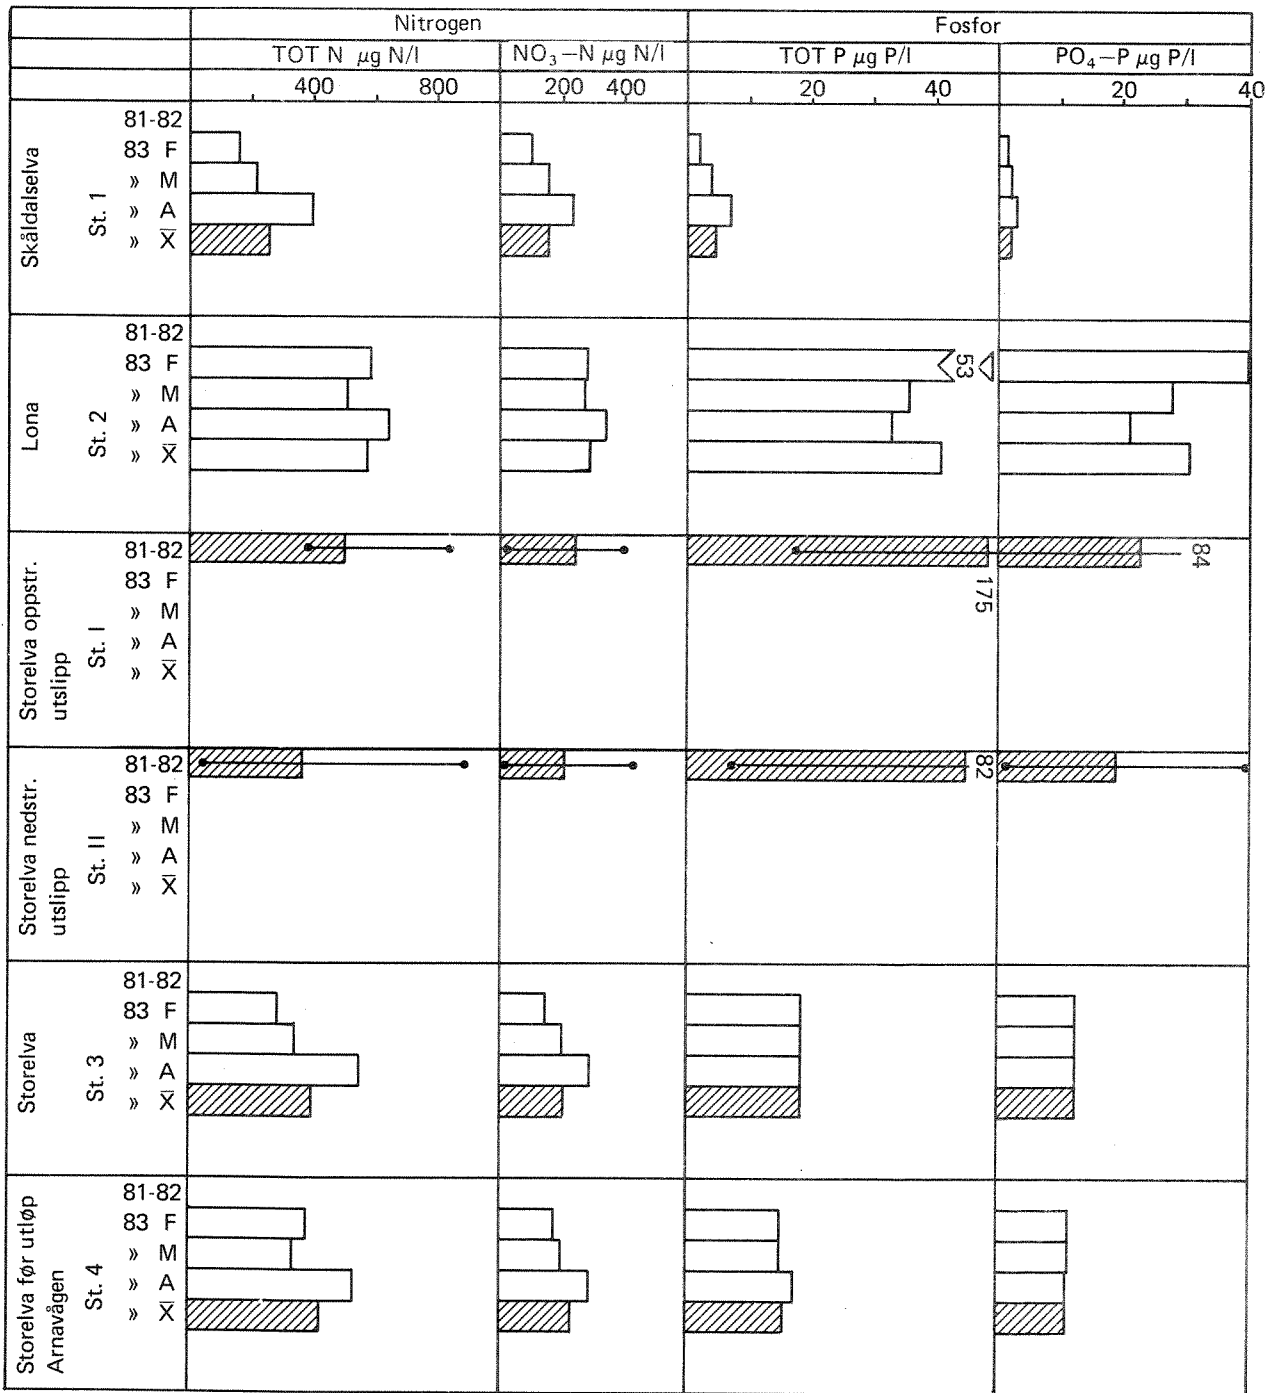 Nitrogen Fosfor
TOT N µg N/l NO₃–N µg N/l TOT P µg P/l PO₄–P µg P/l
400 800 200 400 20 40 20 40
Skåldalselva
St. 1
81-82
83 F
» M
» A
» X̄
Lona
St. 2
81-82
83 F
» M
» A
» X̄
53
Storelva oppstr.
utslipp
St. I
81-82
83 F
» M
» A
» X̄
175
84
Storelva nedstr.
utslipp
St. II
81-82
83 F
» M
» A
» X̄
82
Storelva
St. 3
81-82
83 F
» M
» A
» X̄
Storelva før utløp
Arnavågen
St. 4
81-82
83 F
» M
» A
» X̄